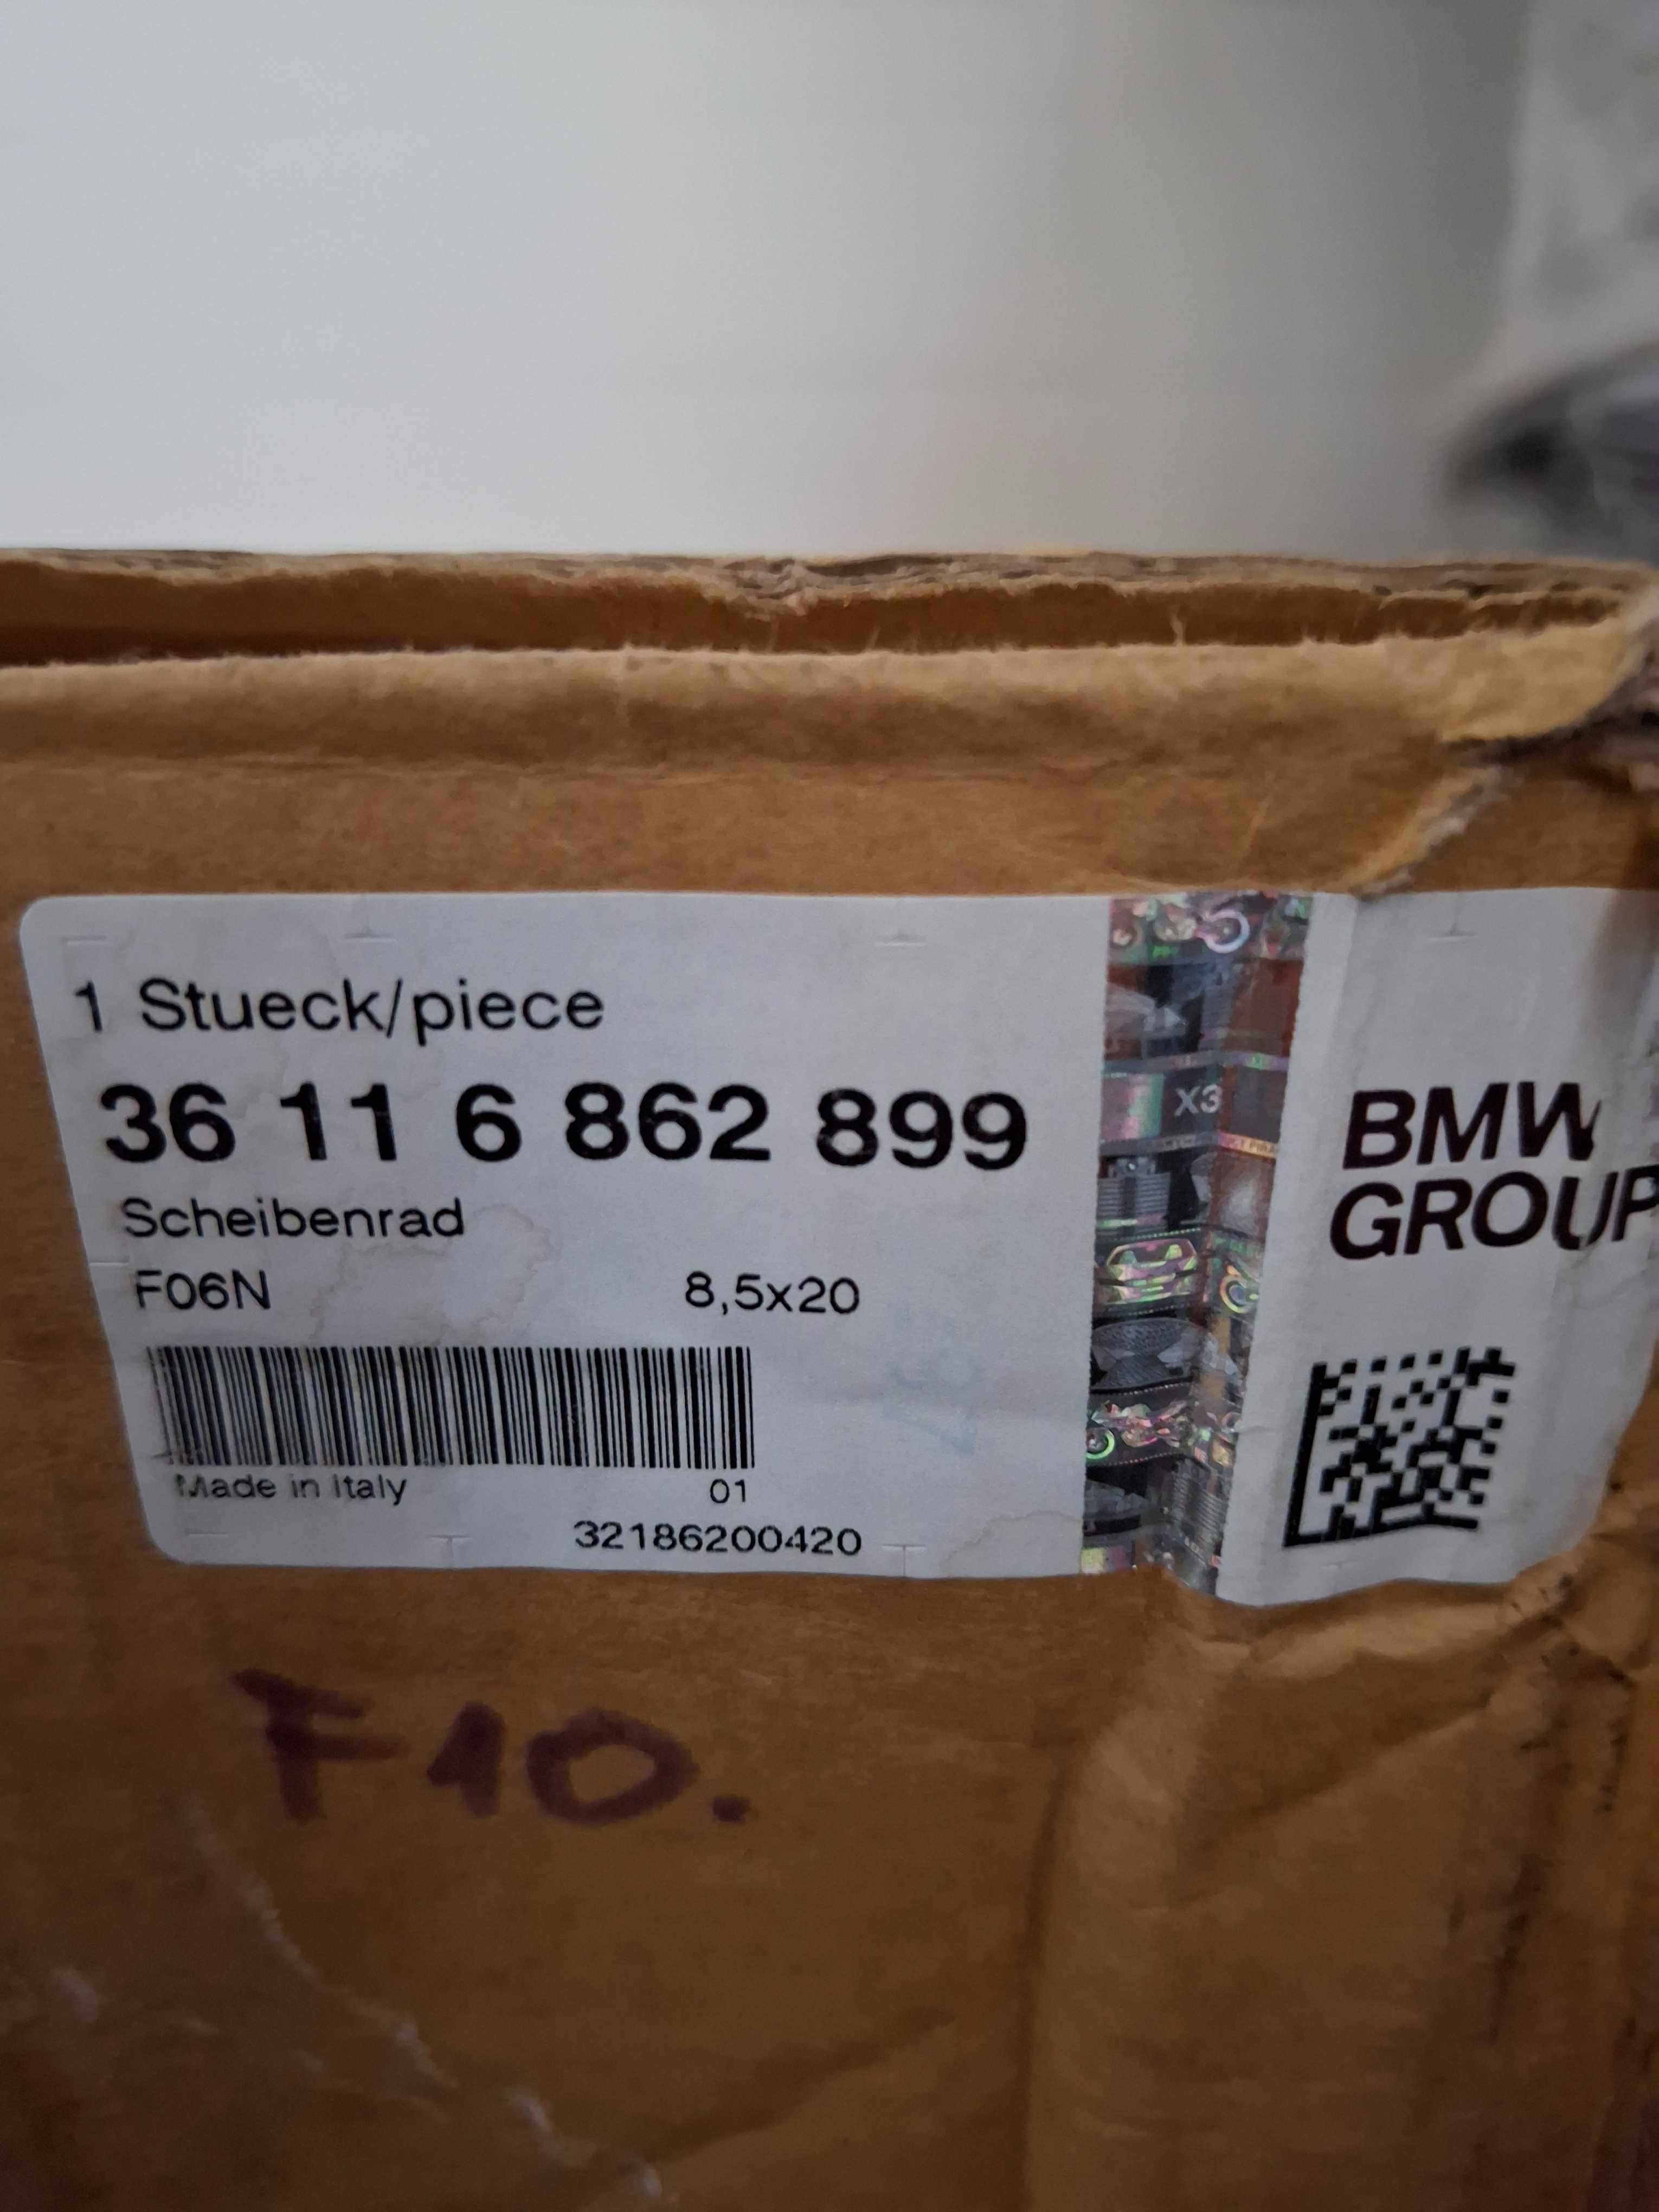 1 Stueck/piece
36 11 6 862 899
Scheibenrad
F06N 8,5x20
Made in Italy 01
32186200420
X3
BMW
GROUP
F10.